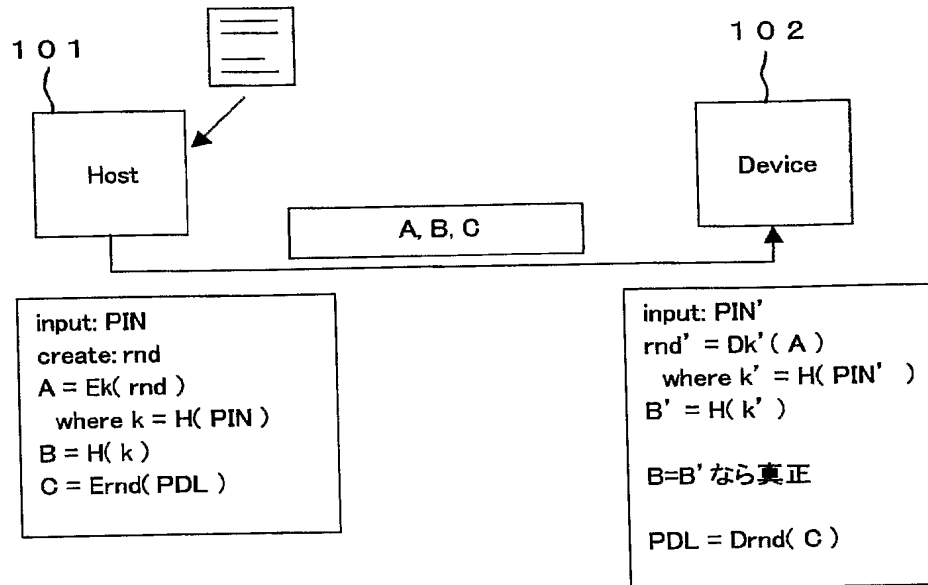 １０１
１０２
Host
Device
A, B, C
input: PIN
create: rnd
A = Ek( rnd )
where k = H( PIN )
B = H( k )
C = Ernd( PDL )
input: PIN’
rnd’ = Dk’( A )
where k’ = H( PIN’ )
B’ = H( k’ )
B=B’なら真正
PDL = Drnd( C )